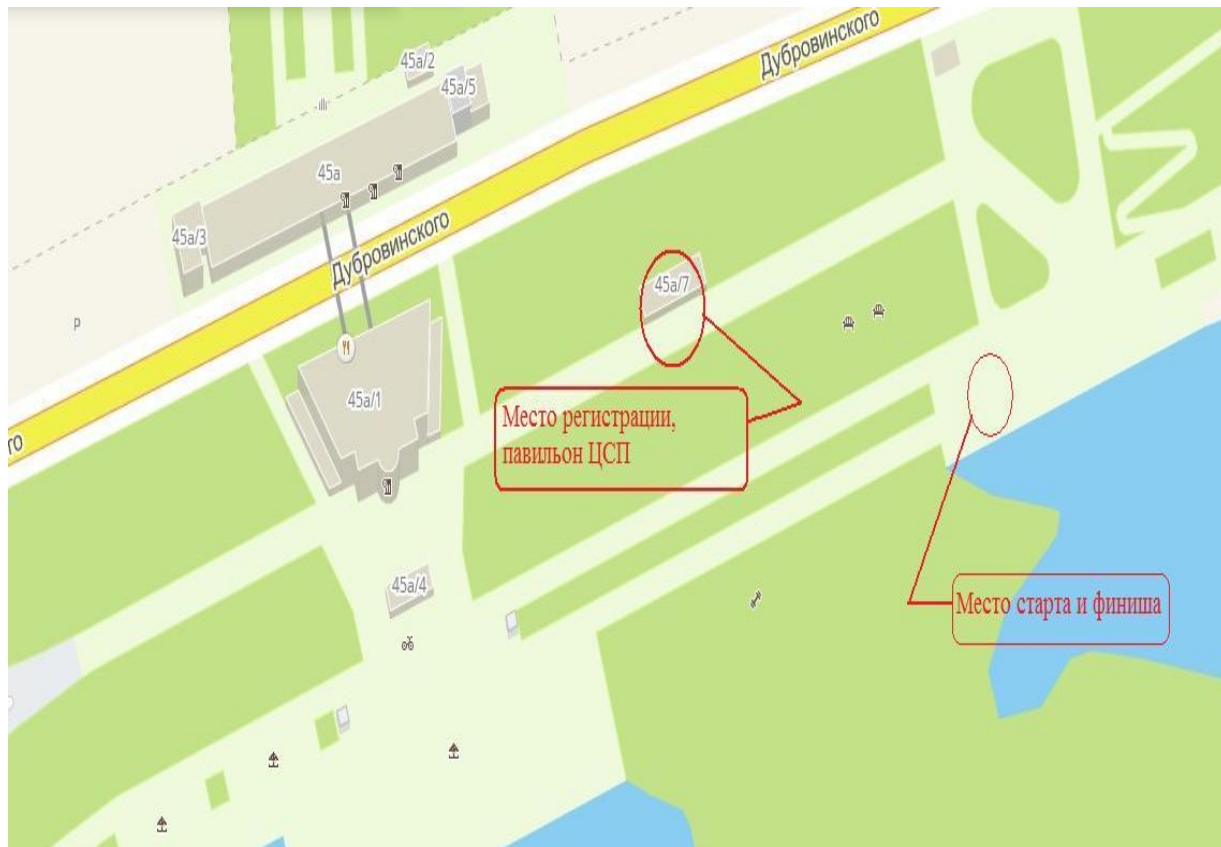 Дубровинского
45а/2
45а/5
45а
45а/3
Дубровинского
45а/7
Р
45а/1
го
Место регистрации,
павильон ЦСП
45а/4
Место старта и финиша